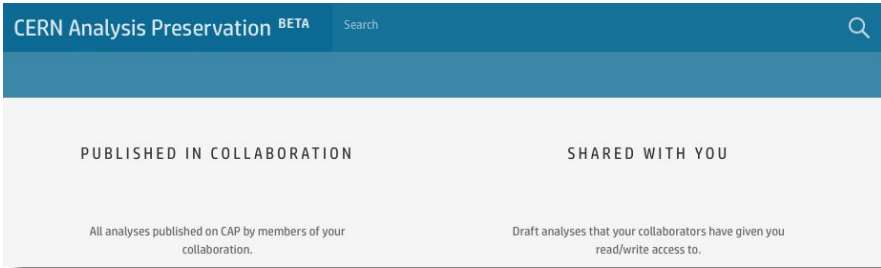 CERN Analysis Preservation BETA
Search
PUBLISHED IN COLLABORATION
All analyses published on CAP by members of your
collaboration.
SHARED WITH YOU
Draft analyses that your collaborators have given you
read/write access to.